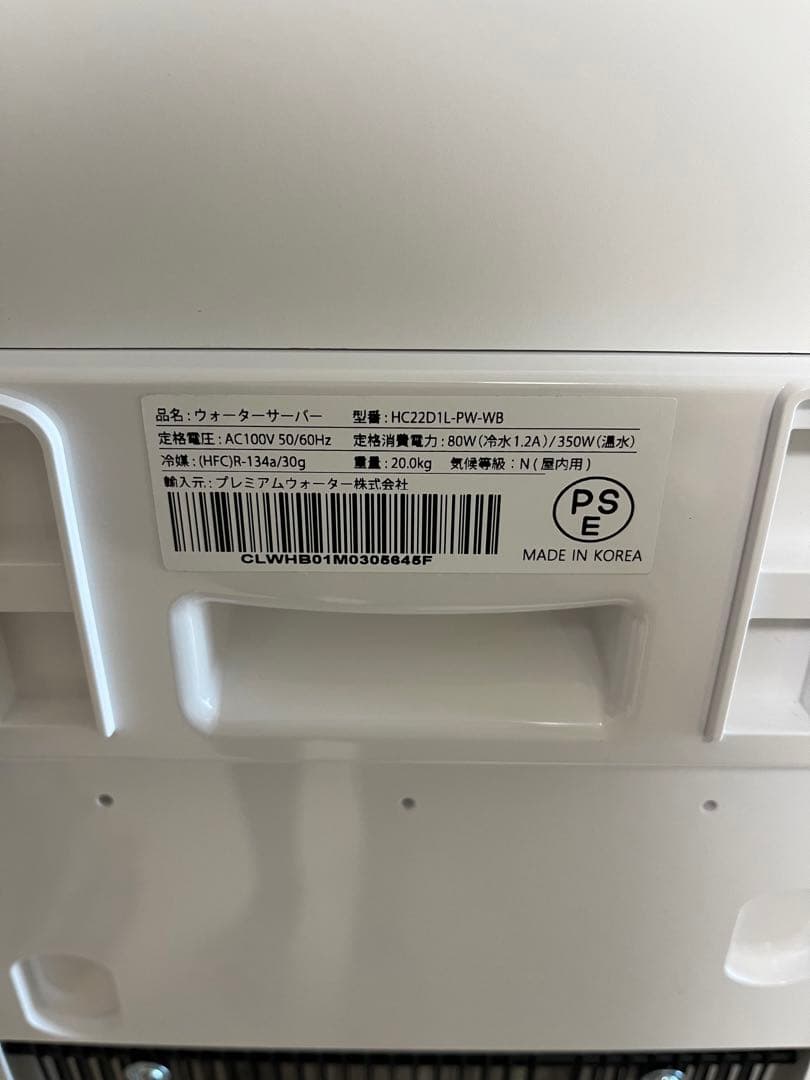 品名:ウォーターサーバー 型番:HC22D1L-PW-WB
定格電圧:AC100V 50/60Hz 定格消費電力:80W(冷水1.2A)/350W(温水)
冷媒:(HFC)R-134a/30g 重量:20.0kg 気候等級:N(屋内用)
輸入元:プレミアムウォーター株式会社
PS
E
CLWHB01M0305645F
MADE IN KOREA